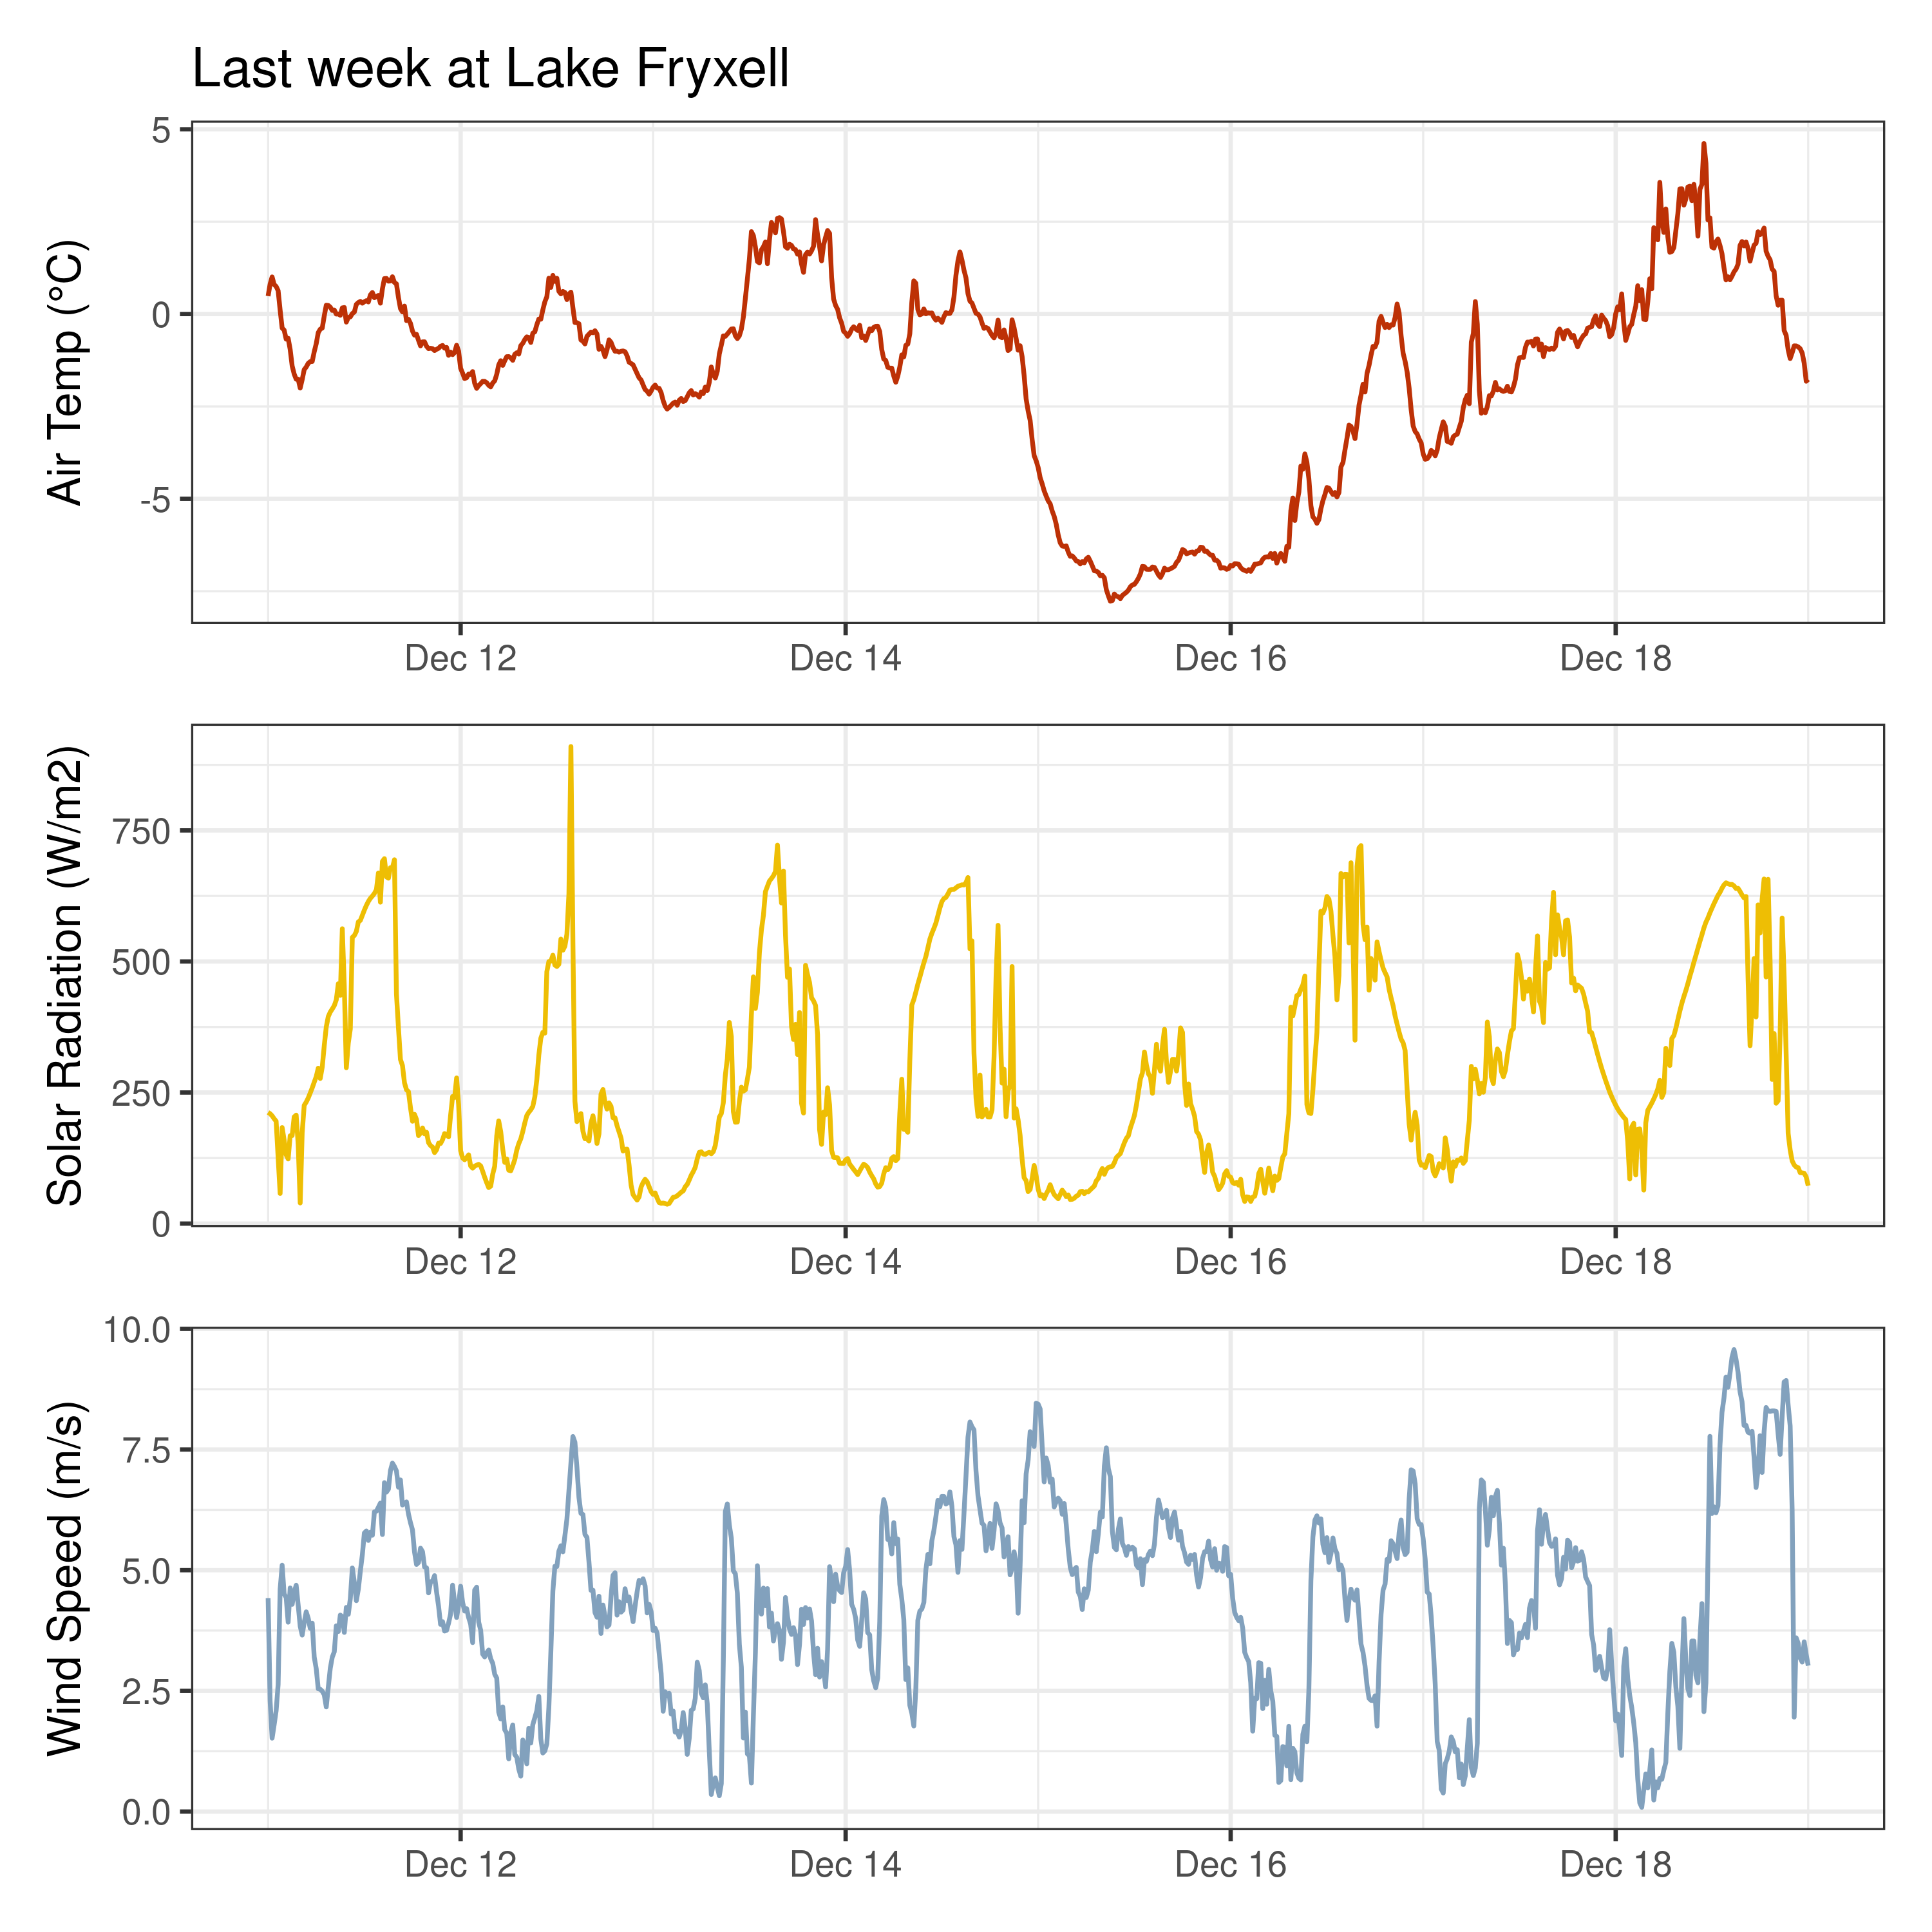 Last week at Lake Fryxell
Air Temp (°C)
5
0
-5
Dec 12 Dec 14 Dec 16 Dec 18
Solar Radiation (W/m2)
750
500
250
0
Dec 12 Dec 14 Dec 16 Dec 18
Wind Speed (m/s)
10.0
7.5
5.0
2.5
0.0
Dec 12 Dec 14 Dec 16 Dec 18